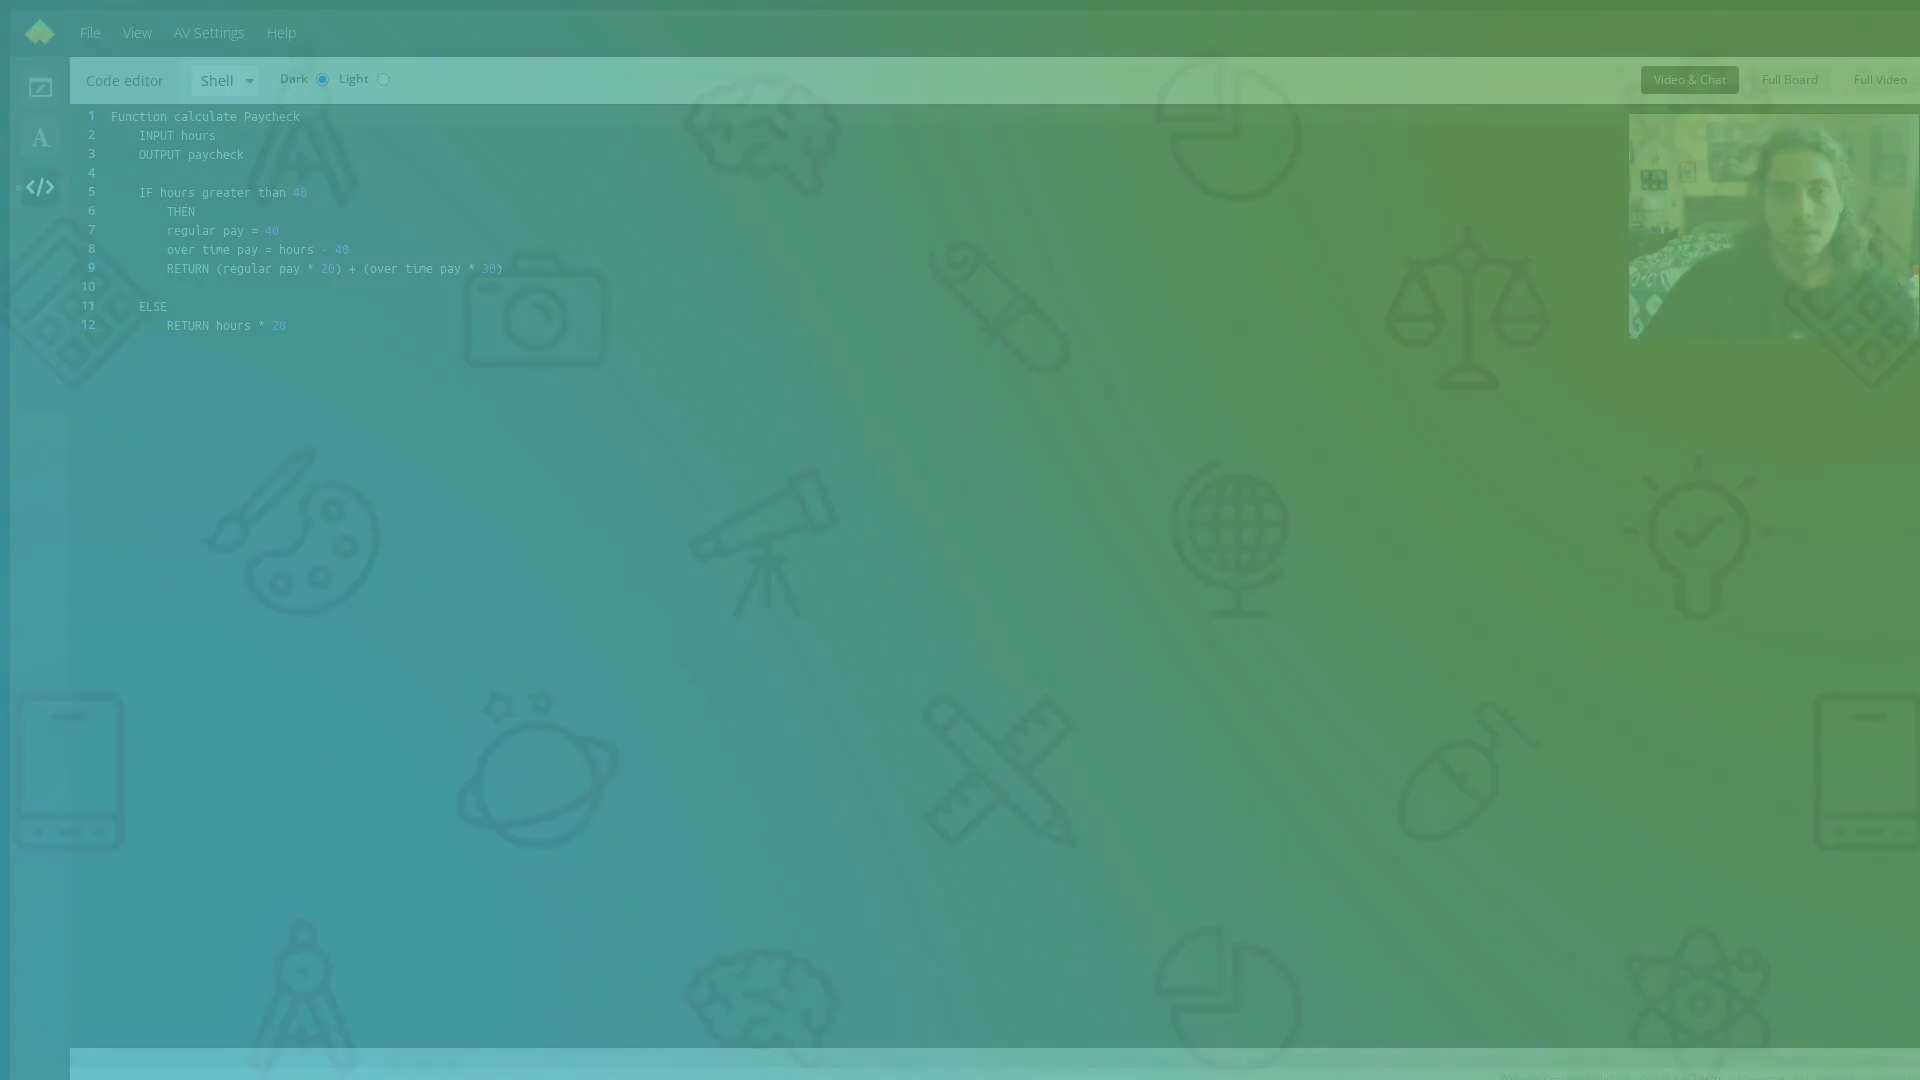 File View AV Settings Help
Code editor Shell Dark Light Video & Chat Full Board Full Video
1 Function calculate Paycheck
2 INPUT hours
3 OUTPUT paycheck
4
5 IF hours greater than 40
6 THEN
7 regular pay = 40
8 over time pay = hours - 40
9 RETURN (regular pay * 20) + (over time pay * 30)
10
11 ELSE
12 RETURN hours * 20